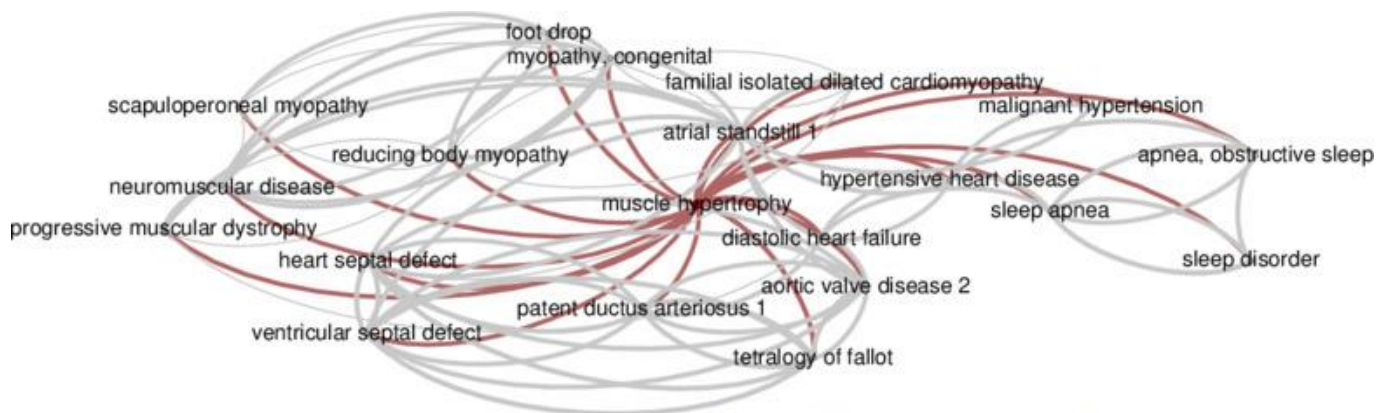 foot drop
myopathy, congenital
familial isolated dilated cardiomyopathy
scapuloperoneal myopathy
malignant hypertension
atrial standstill 1
reducing body myopathy
apnea, obstructive sleep
neuromuscular disease
hypertensive heart disease
muscle hypertrophy
sleep apnea
progressive muscular dystrophy
diastolic heart failure
heart septal defect
sleep disorder
aortic valve disease 2
patent ductus arteriosus 1
ventricular septal defect
tetralogy of fallot